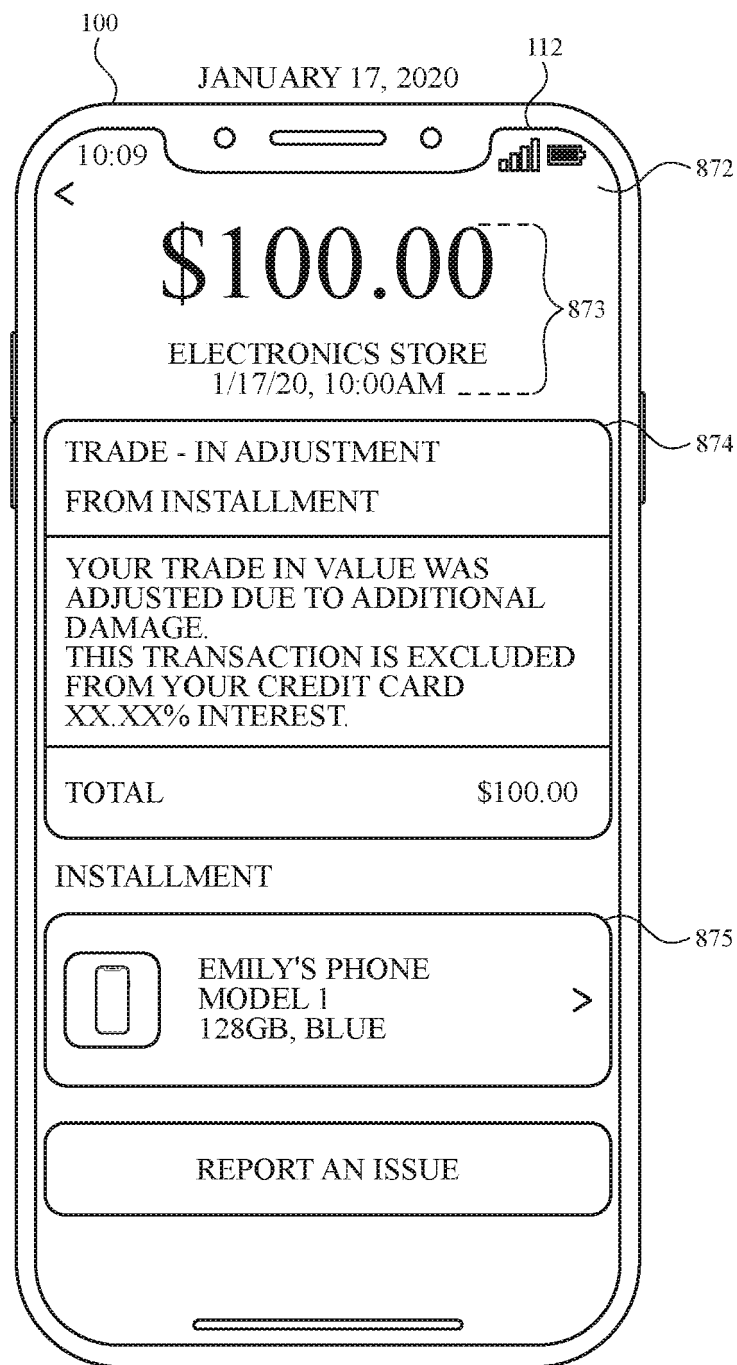 100
112
JANUARY 17, 2020
10:09
872
<
$100.00
873
ELECTRONICS STORE
1/17/20, 10:00AM
874
TRADE - IN ADJUSTMENT
FROM INSTALLMENT
YOUR TRADE IN VALUE WAS
ADJUSTED DUE TO ADDITIONAL
DAMAGE.
THIS TRANSACTION IS EXCLUDED
FROM YOUR CREDIT CARD
XX.XX% INTEREST.
TOTAL $100.00
INSTALLMENT
875
EMILY'S PHONE
MODEL 1 >
128GB, BLUE
REPORT AN ISSUE